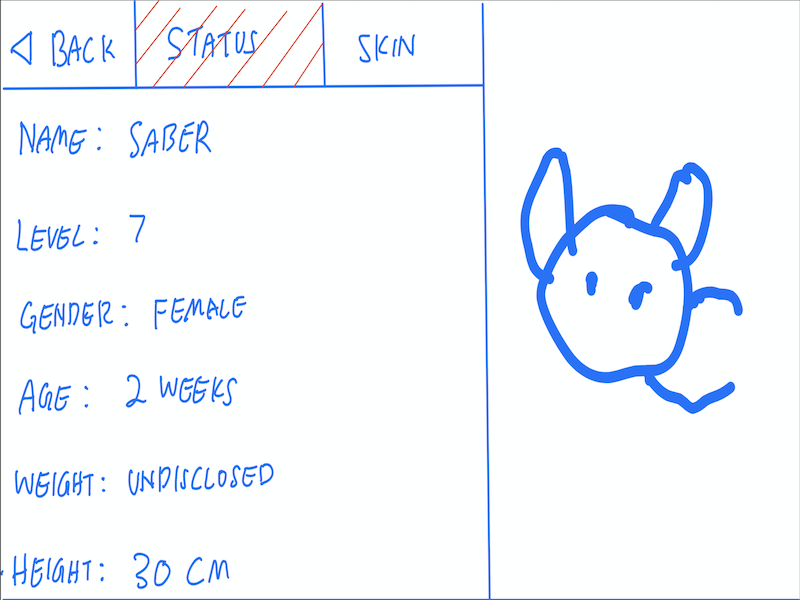 BACK STATUS SKIN
NAME: SABER
LEVEL: 7
GENDER: FEMALE
AGE: 2 WEEKS
WEIGHT: UNDISCLOSED
HEIGHT: 30 CM